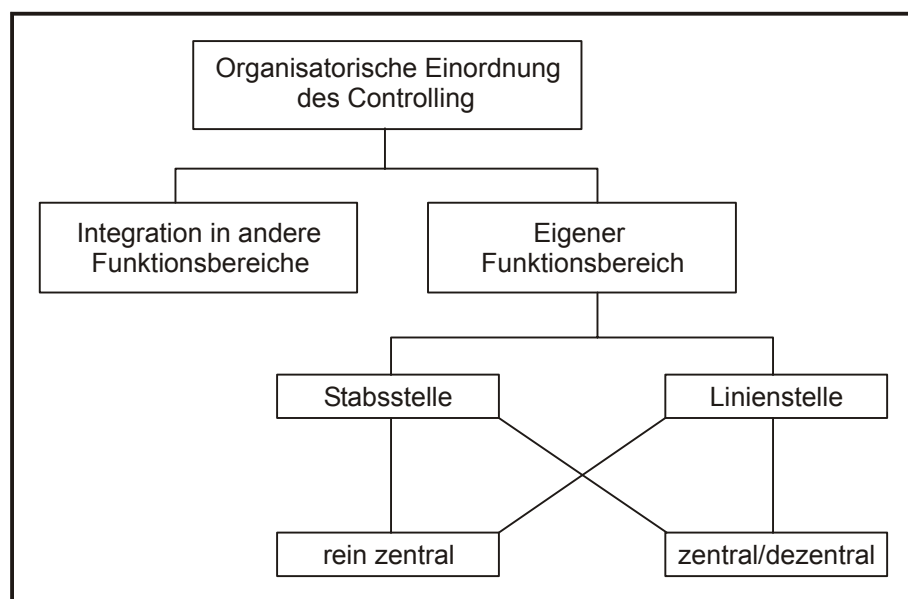 Organisatorische Einordnung
des Controlling
Integration in andere
Funktionsbereiche
Eigener
Funktionsbereich
Stabsstelle
Linienstelle
rein zentral
zentral/dezentral